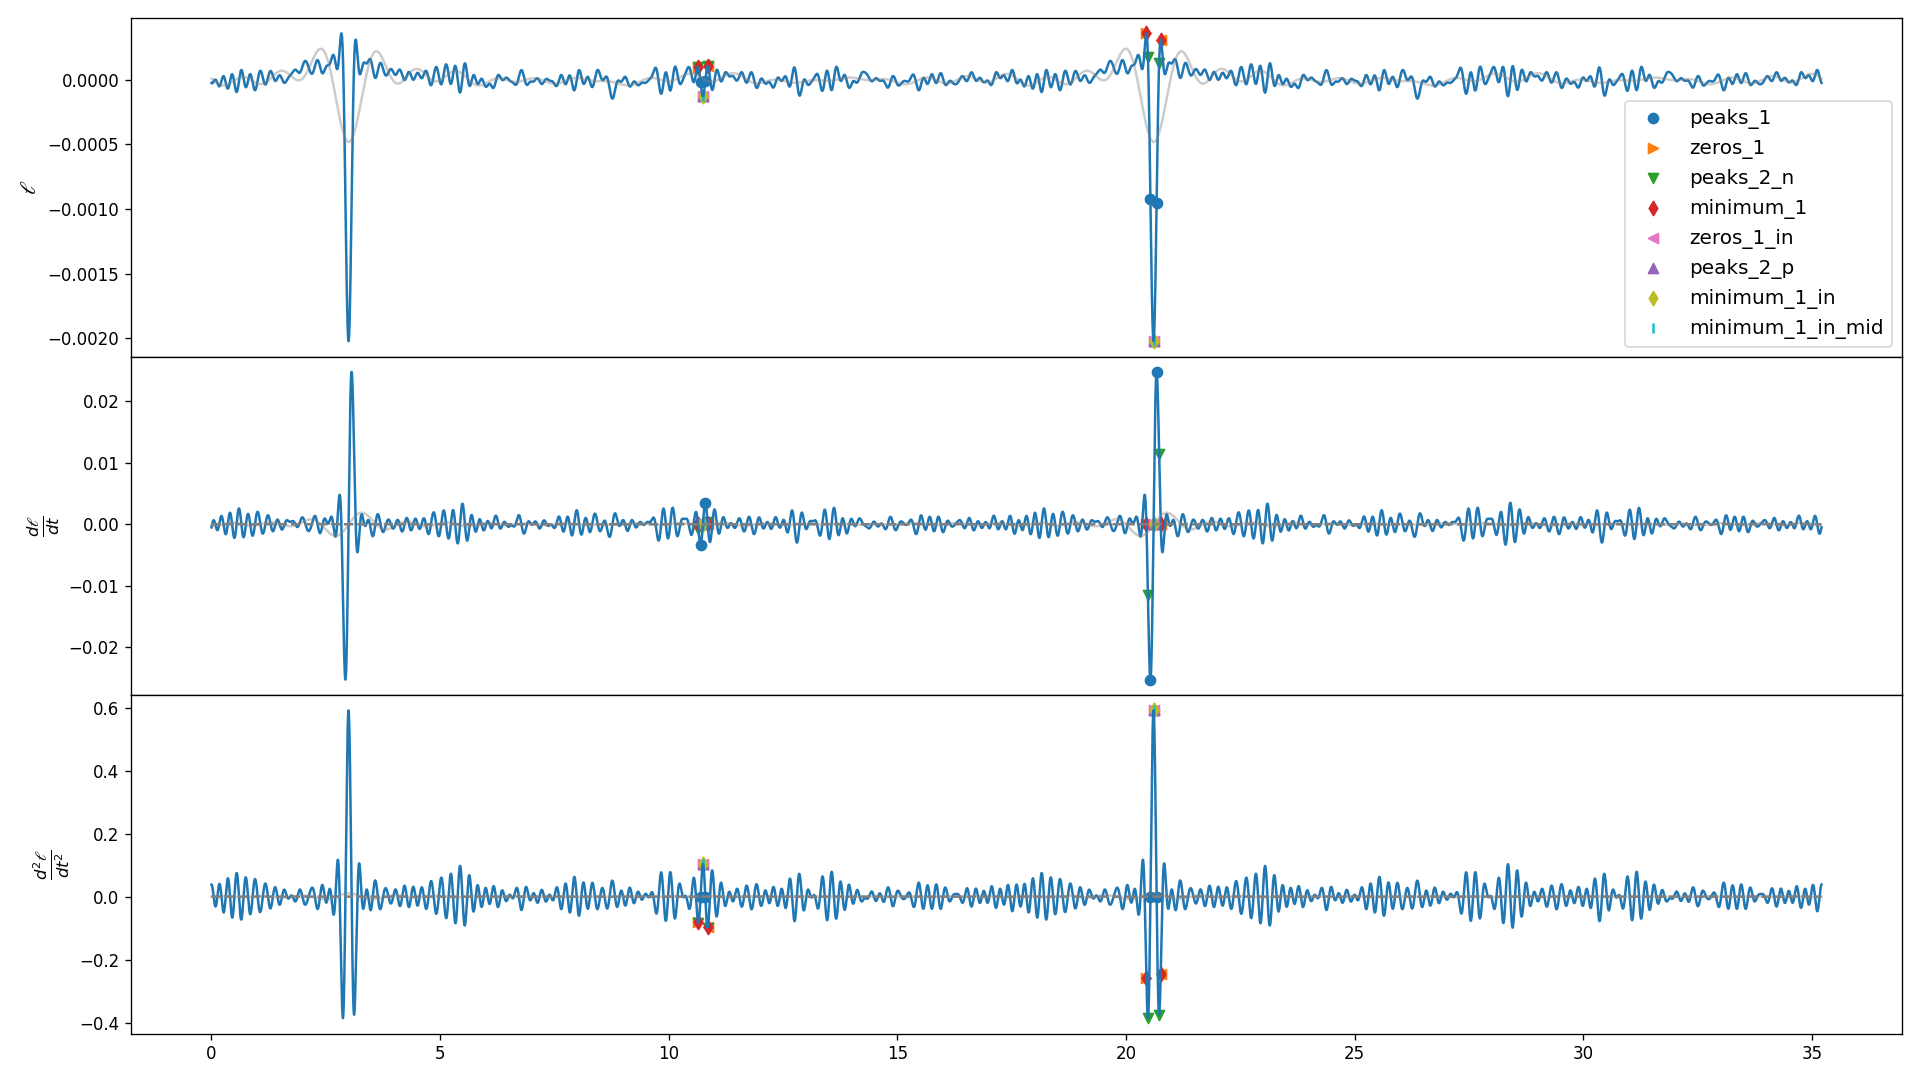 0.0000
−0.0005
−0.0010
−0.0015
−0.0020
ℓ
peaks_1
zeros_1
peaks_2_n
minimum_1
zeros_1_in
peaks_2_p
minimum_1_in
minimum_1_in_mid
0.02
0.01
0.00
−0.01
−0.02
dℓ/dt
0.6
0.4
0.2
0.0
−0.2
−0.4
d²ℓ/dt²
0 5 10 15 20 25 30 35